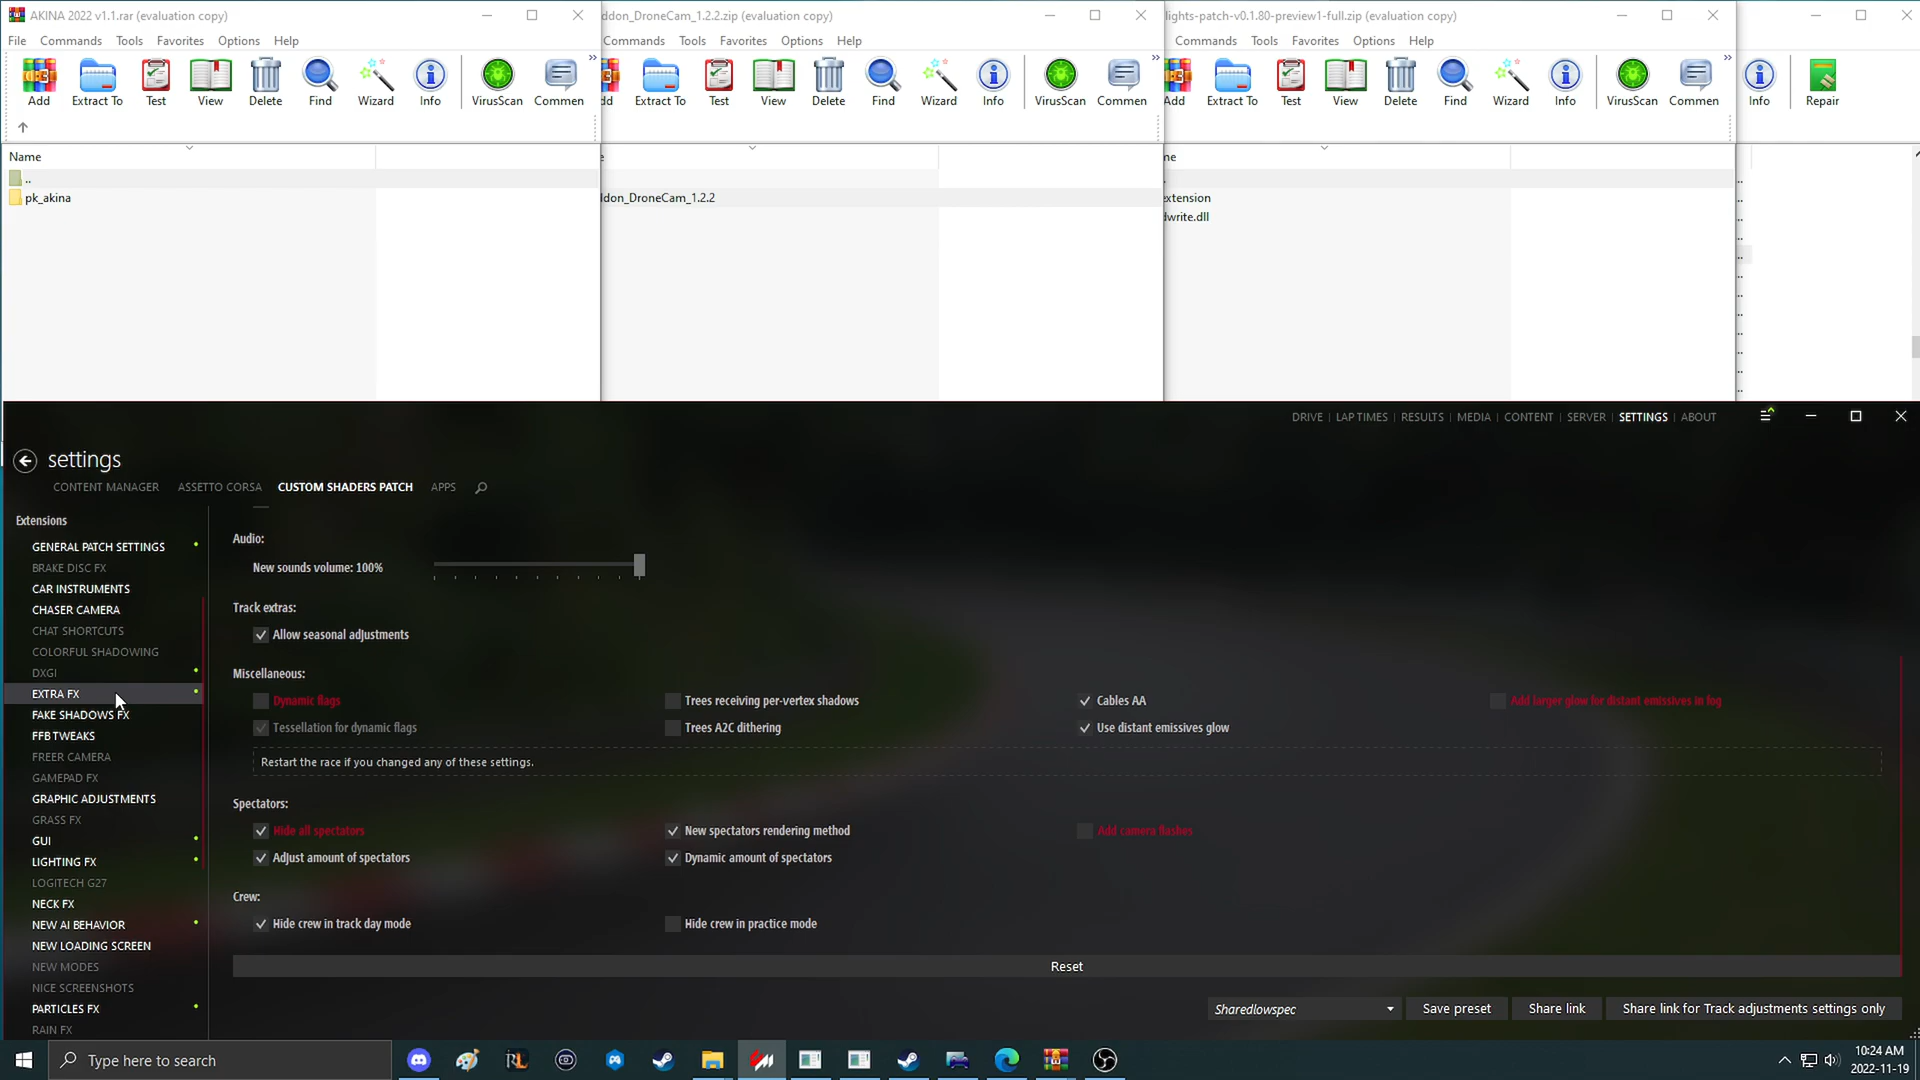 AKINA 2022 v1.1.rar (evaluation copy)
ddon_DroneCam_1.2.2.zip (evaluation copy)
lights-patch-v0.1.80-preview1-full.zip (evaluation copy)
File Commands Tools Favorites Options Help
Commands Tools Favorites Options Help
Commands Tools Favorites Options Help
Add Extract To Test View Delete Find Wizard Info VirusScan Commen »
dd Extract To Test View Delete Find Wizard Info VirusScan Commen »
Add Extract To Test View Delete Find Wizard Info VirusScan Commen »
Info Repair
Name
e
me
..
pk_akina
ddon_DroneCam_1.2.2
extension
dwrite.dll
DRIVE | LAP TIMES | RESULTS | MEDIA | CONTENT | SERVER | SETTINGS | ABOUT
settings
CONTENT MANAGER ASSETTO CORSA CUSTOM SHADERS PATCH APPS
Extensions
GENERAL PATCH SETTINGS
BRAKE DISC FX
CAR INSTRUMENTS
CHASER CAMERA
CHAT SHORTCUTS
COLORFUL SHADOWING
DXGI
EXTRA FX
FAKE SHADOWS FX
FFB TWEAKS
FREER CAMERA
GAMEPAD FX
GRAPHIC ADJUSTMENTS
GRASS FX
GUI
LIGHTING FX
LOGITECH G27
NECK FX
NEW AI BEHAVIOR
NEW LOADING SCREEN
NEW MODES
NICE SCREENSHOTS
PARTICLES FX
RAIN FX
Audio:
New sounds volume: 100%
Track extras:
Allow seasonal adjustments
Miscellaneous:
Dynamic flags Trees receiving per-vertex shadows Cables AA Add larger glow for distant emissives in fog
Tessellation for dynamic flags Trees A2C dithering Use distant emissives glow
Restart the race if you changed any of these settings.
Spectators:
Hide all spectators New spectators rendering method Add camera flashes
Adjust amount of spectators Dynamic amount of spectators
Crew:
Hide crew in track day mode Hide crew in practice mode
Reset
Sharedlowspec Save preset Share link Share link for Track adjustments settings only
Type here to search
RL
10:24 AM
2022-11-19